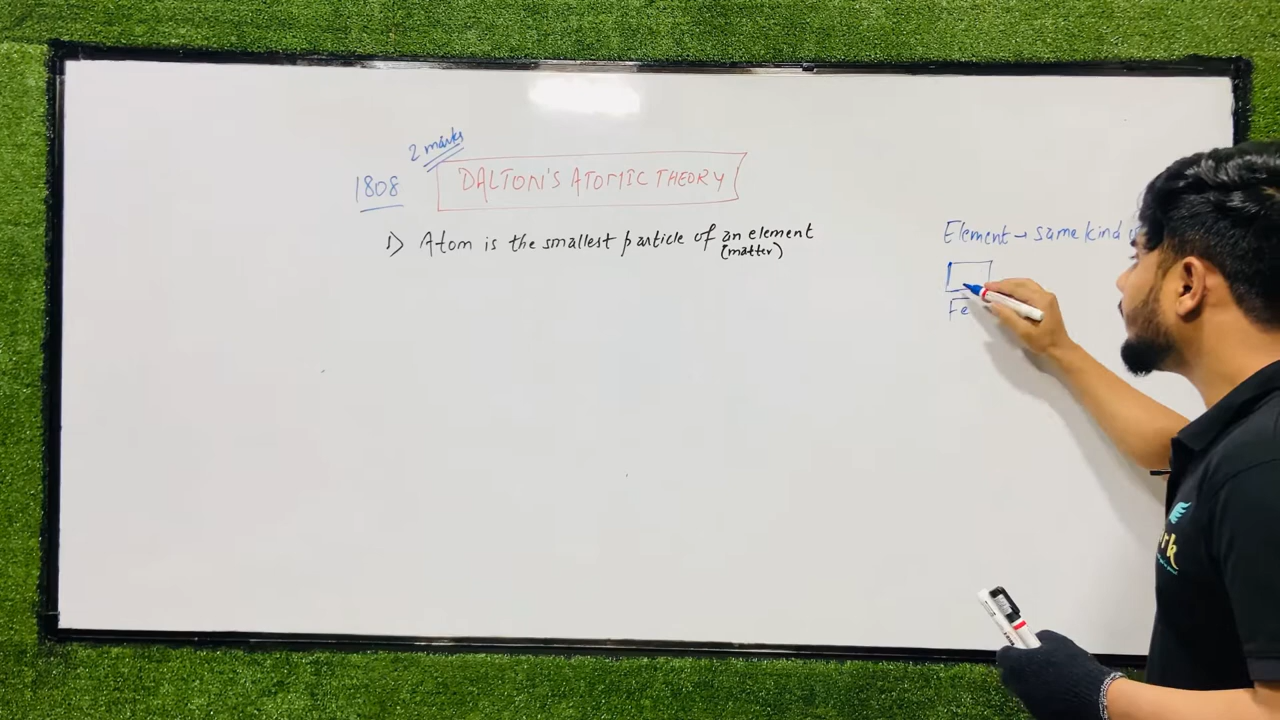 2 marks
1808 DALTON'S ATOMIC THEORY
1) Atom is the smallest particle of an element
(matter)
Element → same kind
Fe